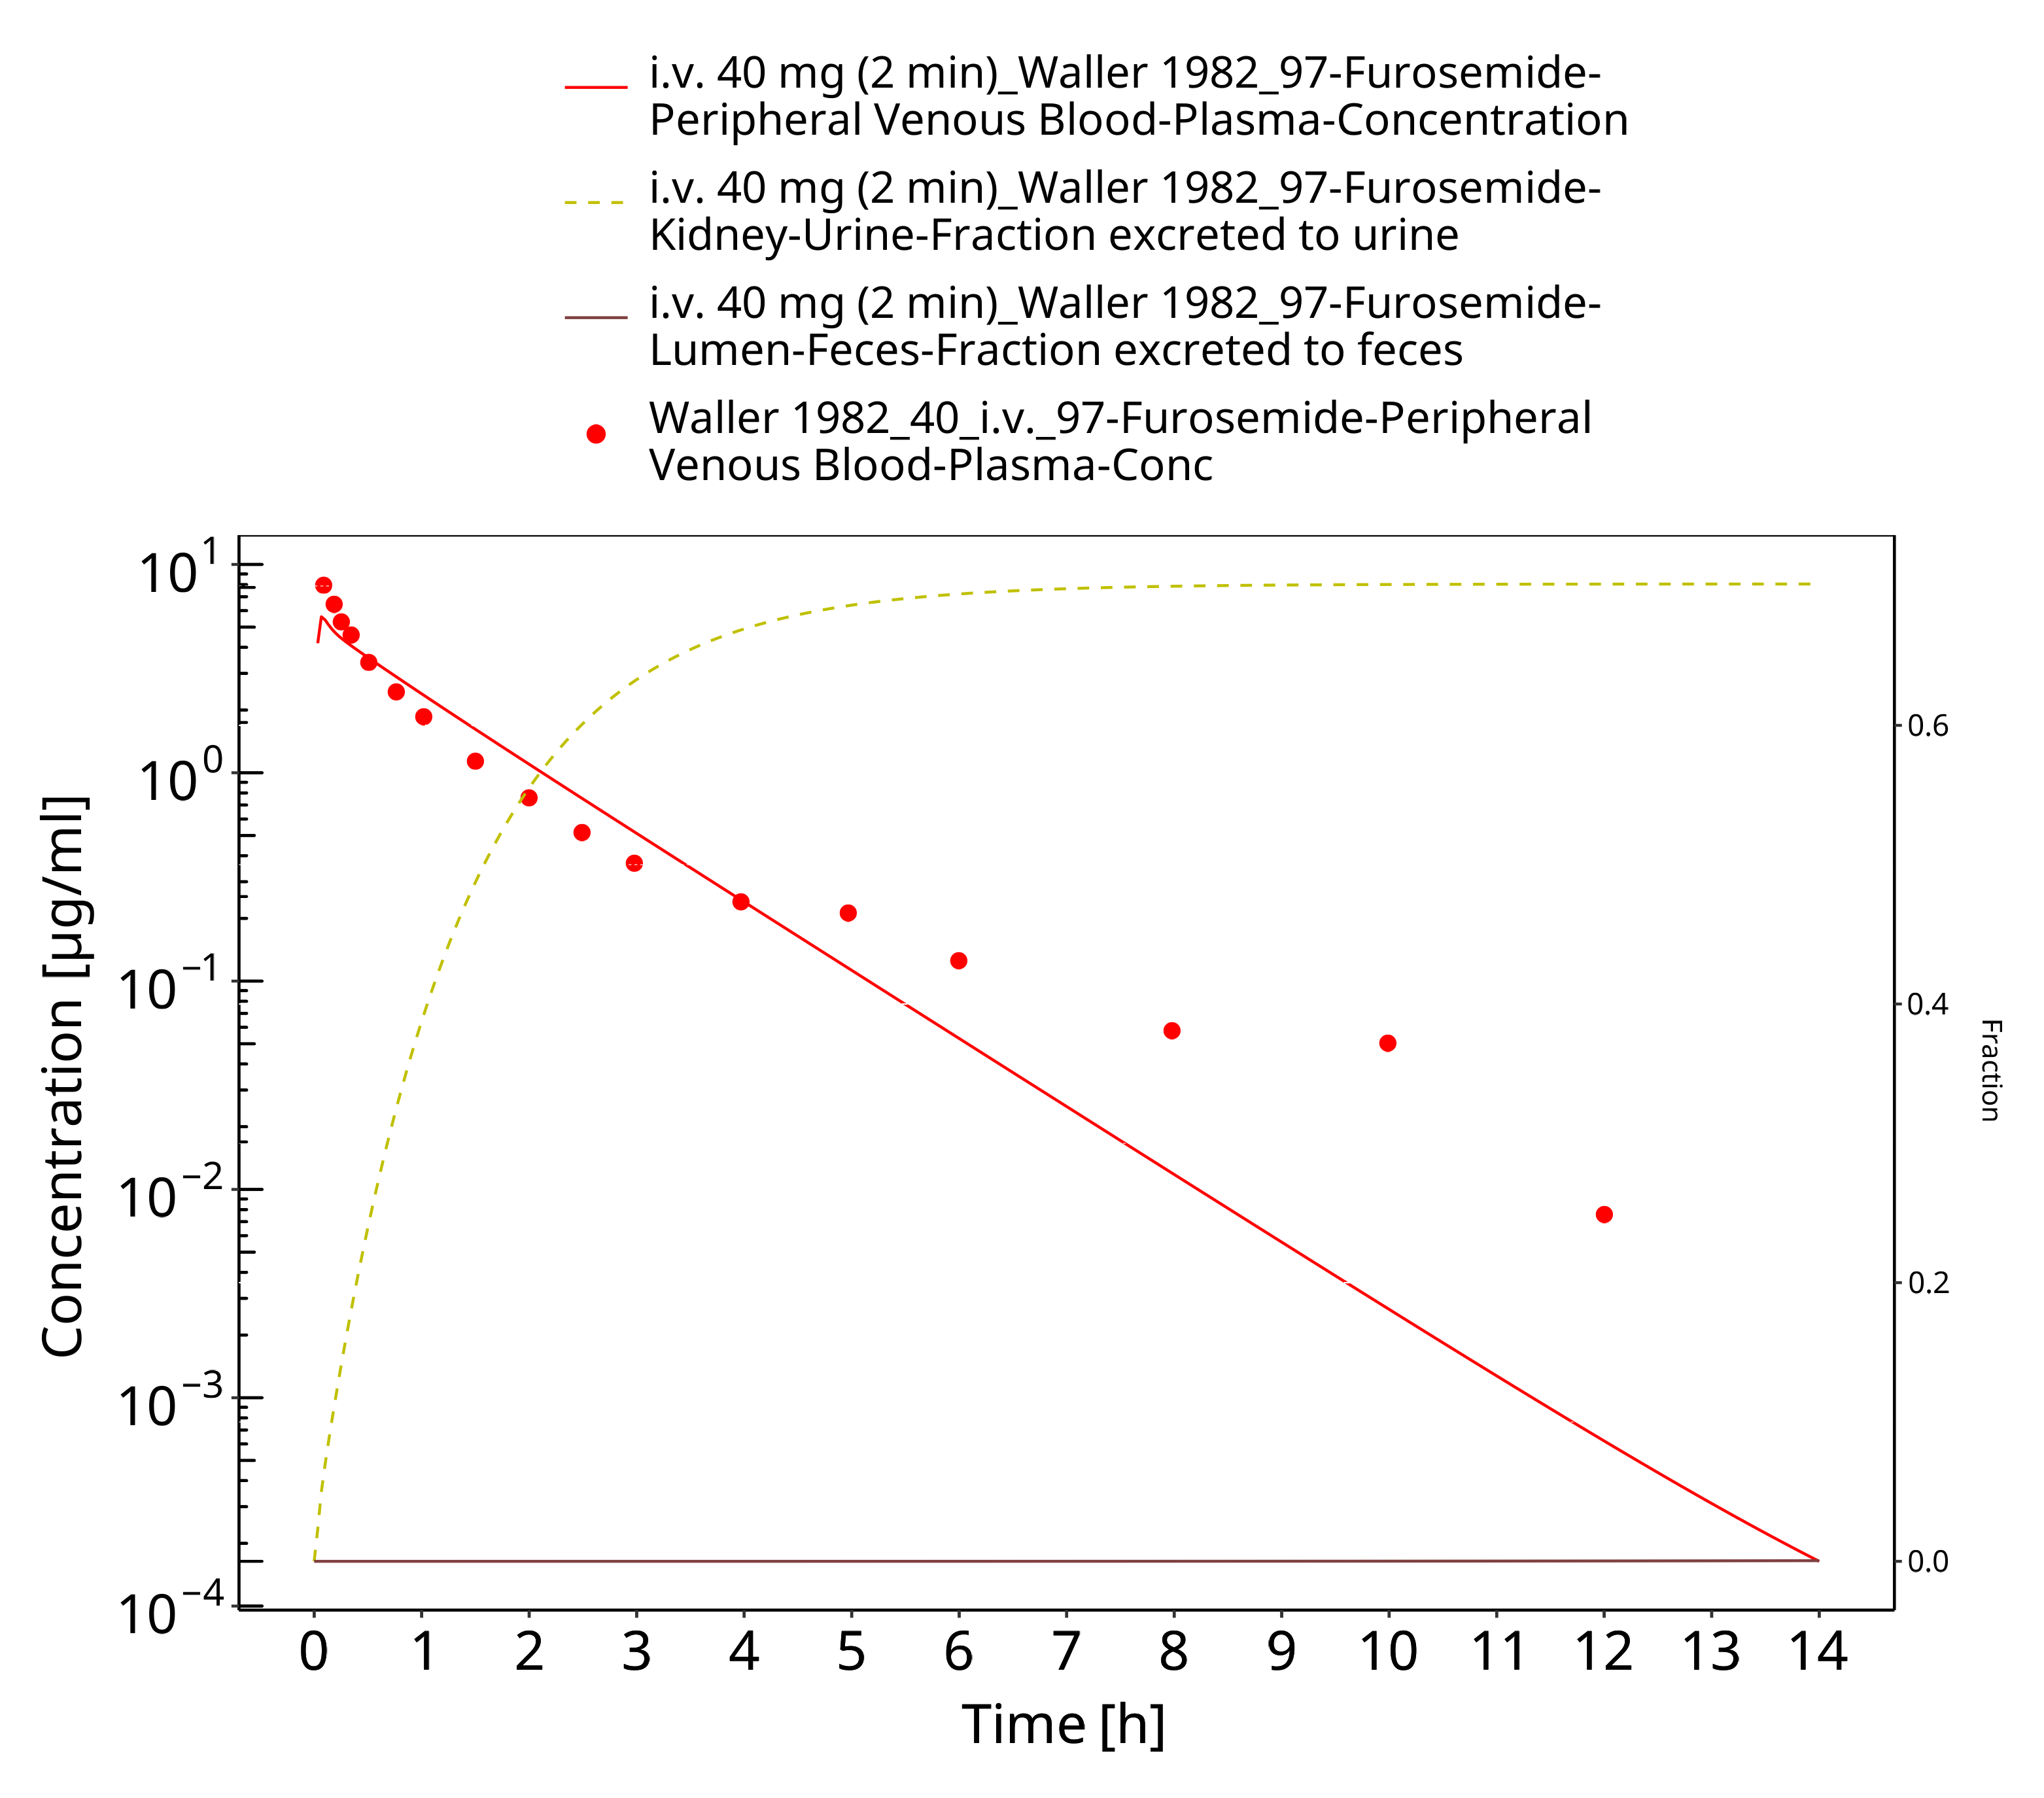 i.v. 40 mg (2 min)_Waller 1982_97-Furosemide-
Peripheral Venous Blood-Plasma-Concentration
i.v. 40 mg (2 min)_Waller 1982_97-Furosemide-
Kidney-Urine-Fraction excreted to urine
i.v. 40 mg (2 min)_Waller 1982_97-Furosemide-
Lumen-Feces-Fraction excreted to feces
Waller 1982_40_i.v._97-Furosemide-Peripheral
Venous Blood-Plasma-Conc
10¹
10⁰
10⁻¹
10⁻²
10⁻³
10⁻⁴
Concentration [µg/ml]
0.6
0.4
0.2
0.0
Fraction
0 1 2 3 4 5 6 7 8 9 10 11 12 13 14
Time [h]